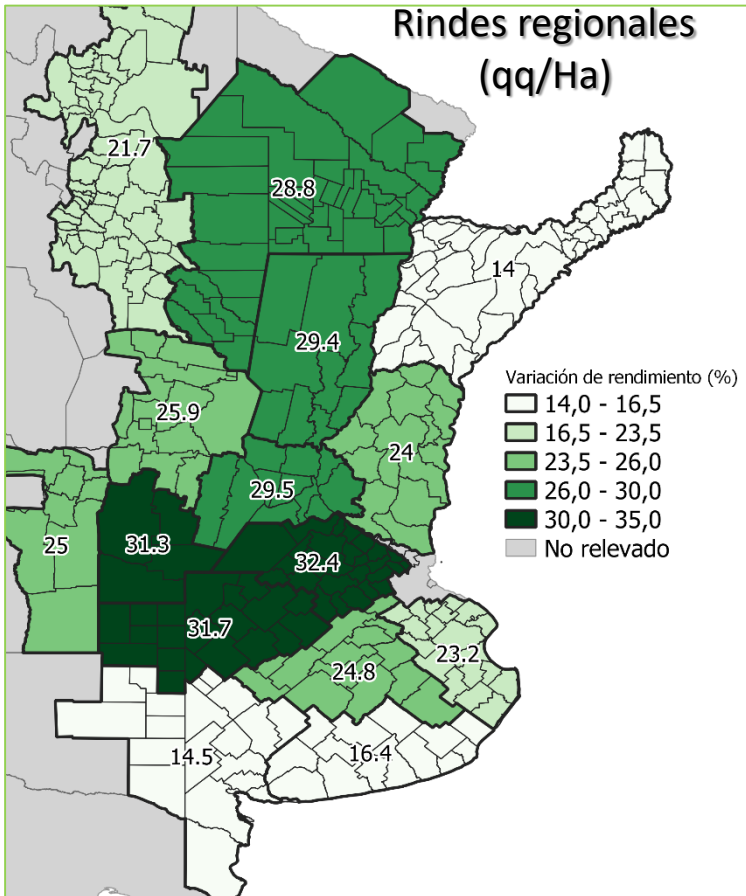 Rindes regionales
(qq/Ha)
21.7
28.8
14
29.4
25.9
24
29.5
25
31.3
32.4
31.7
23.2
24.8
14.5
16.4
Variación de rendimiento (%)
14,0 - 16,5
16,5 - 23,5
23,5 - 26,0
26,0 - 30,0
30,0 - 35,0
No relevado